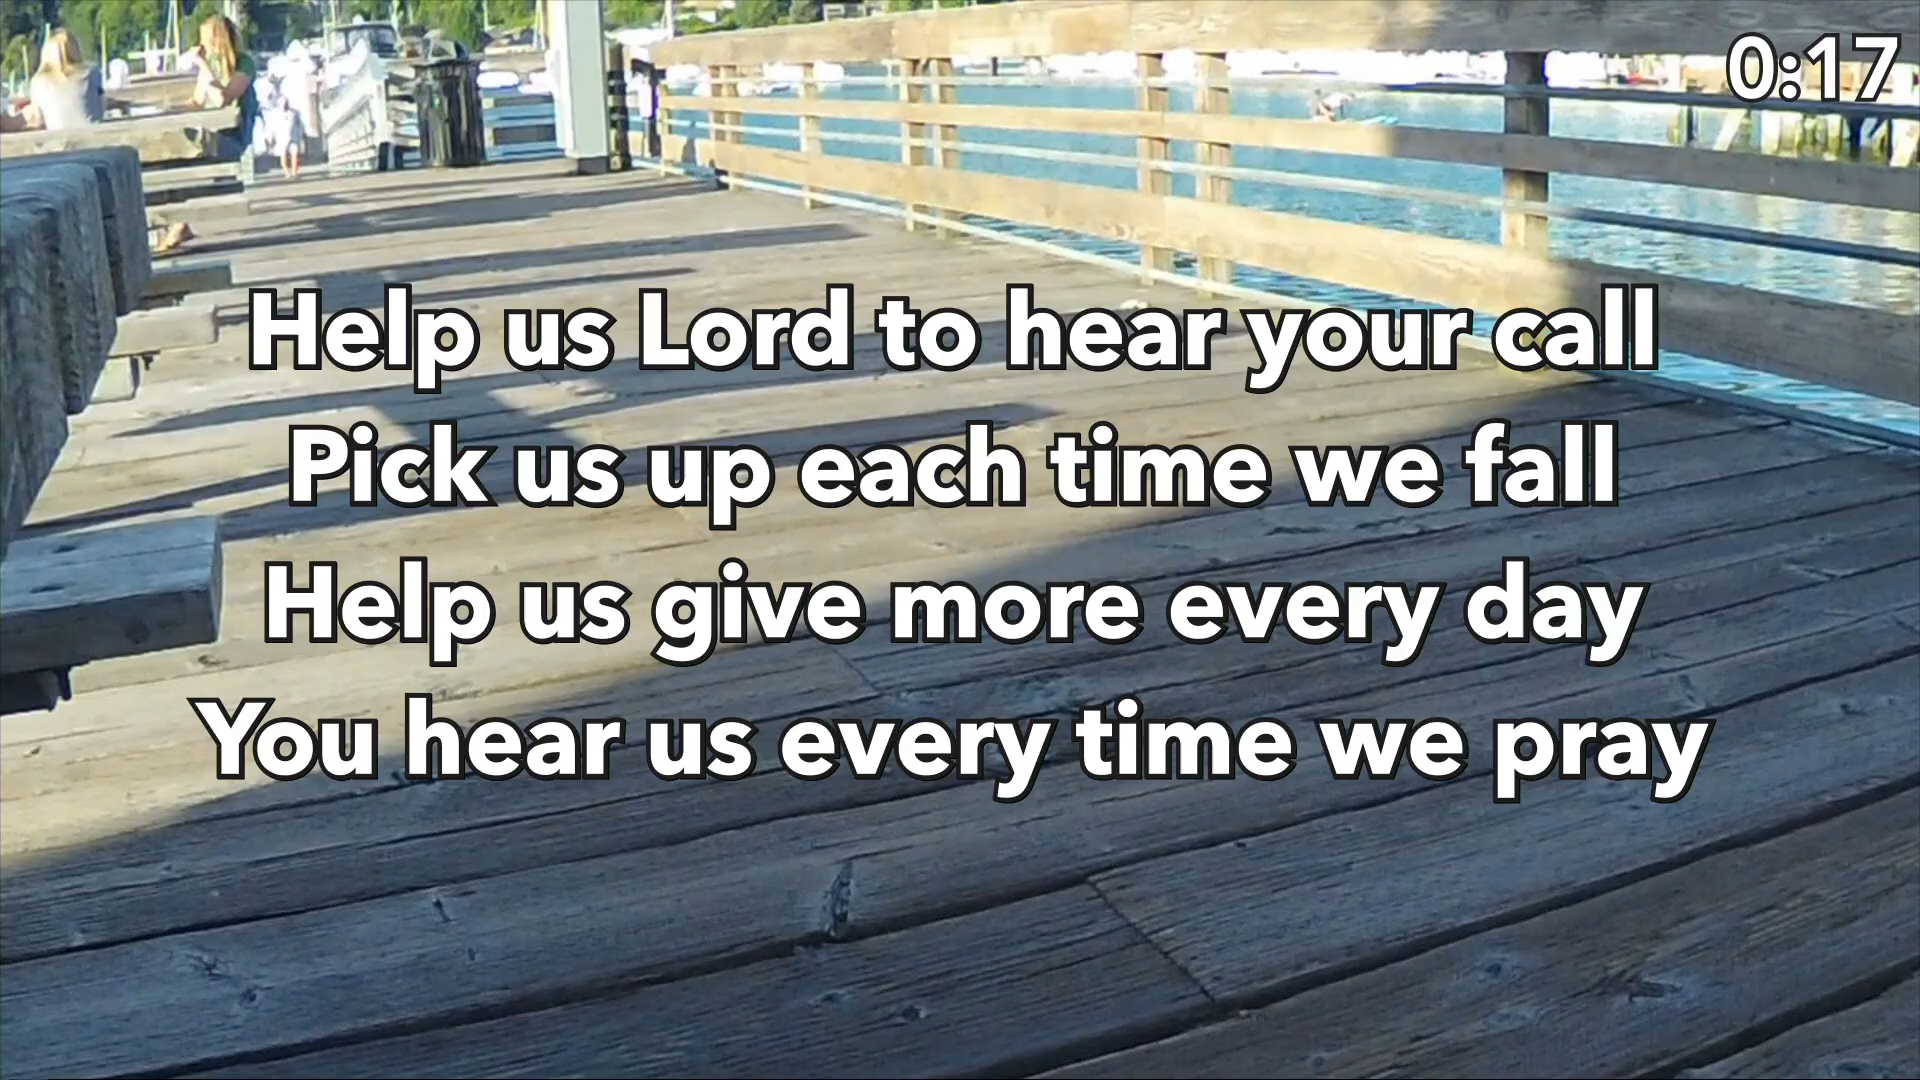 0:17
Help us Lord to hear your call
Pick us up each time we fall
Help us give more every day
You hear us every time we pray